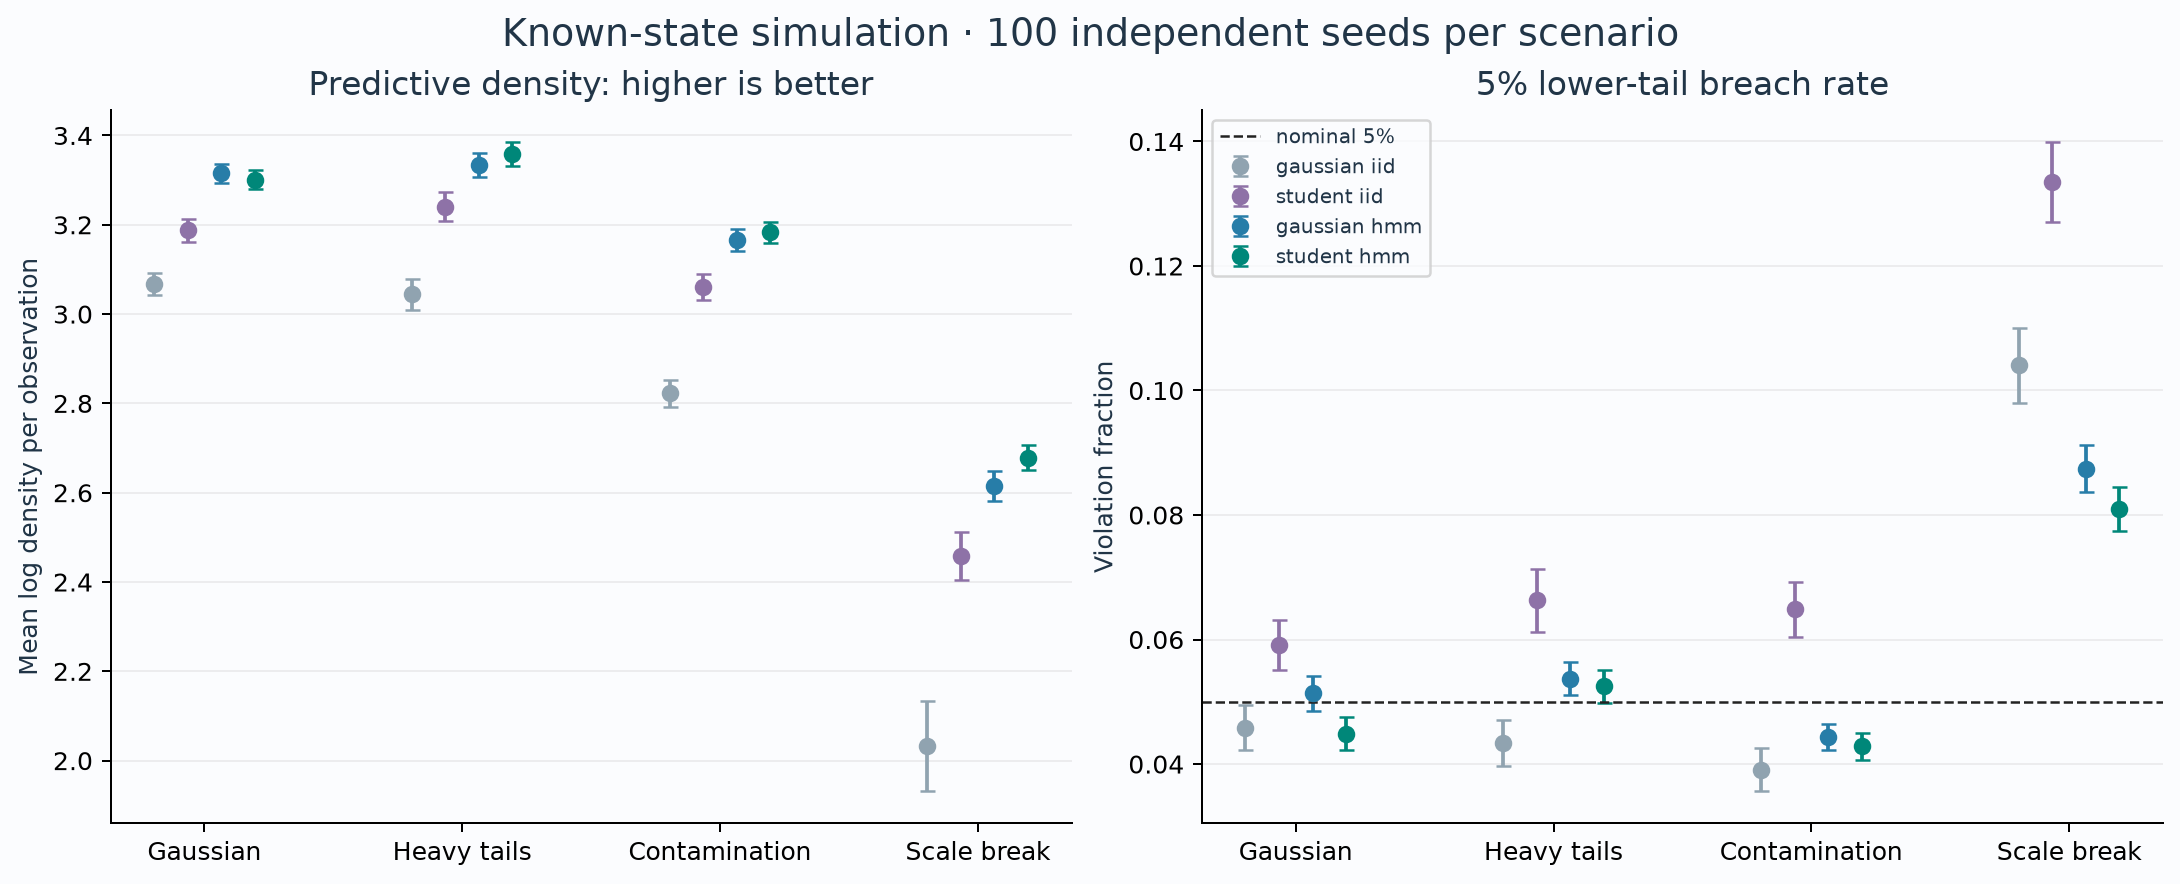 Known-state simulation · 100 independent seeds per scenario
Predictive density: higher is better
Mean log density per observation
3.4
3.2
3.0
2.8
2.6
2.4
2.2
2.0
Gaussian
Heavy tails
Contamination
Scale break
5% lower-tail breach rate
Violation fraction
0.14
0.12
0.10
0.08
0.06
0.04
nominal 5%
gaussian iid
student iid
gaussian hmm
student hmm
Gaussian
Heavy tails
Contamination
Scale break